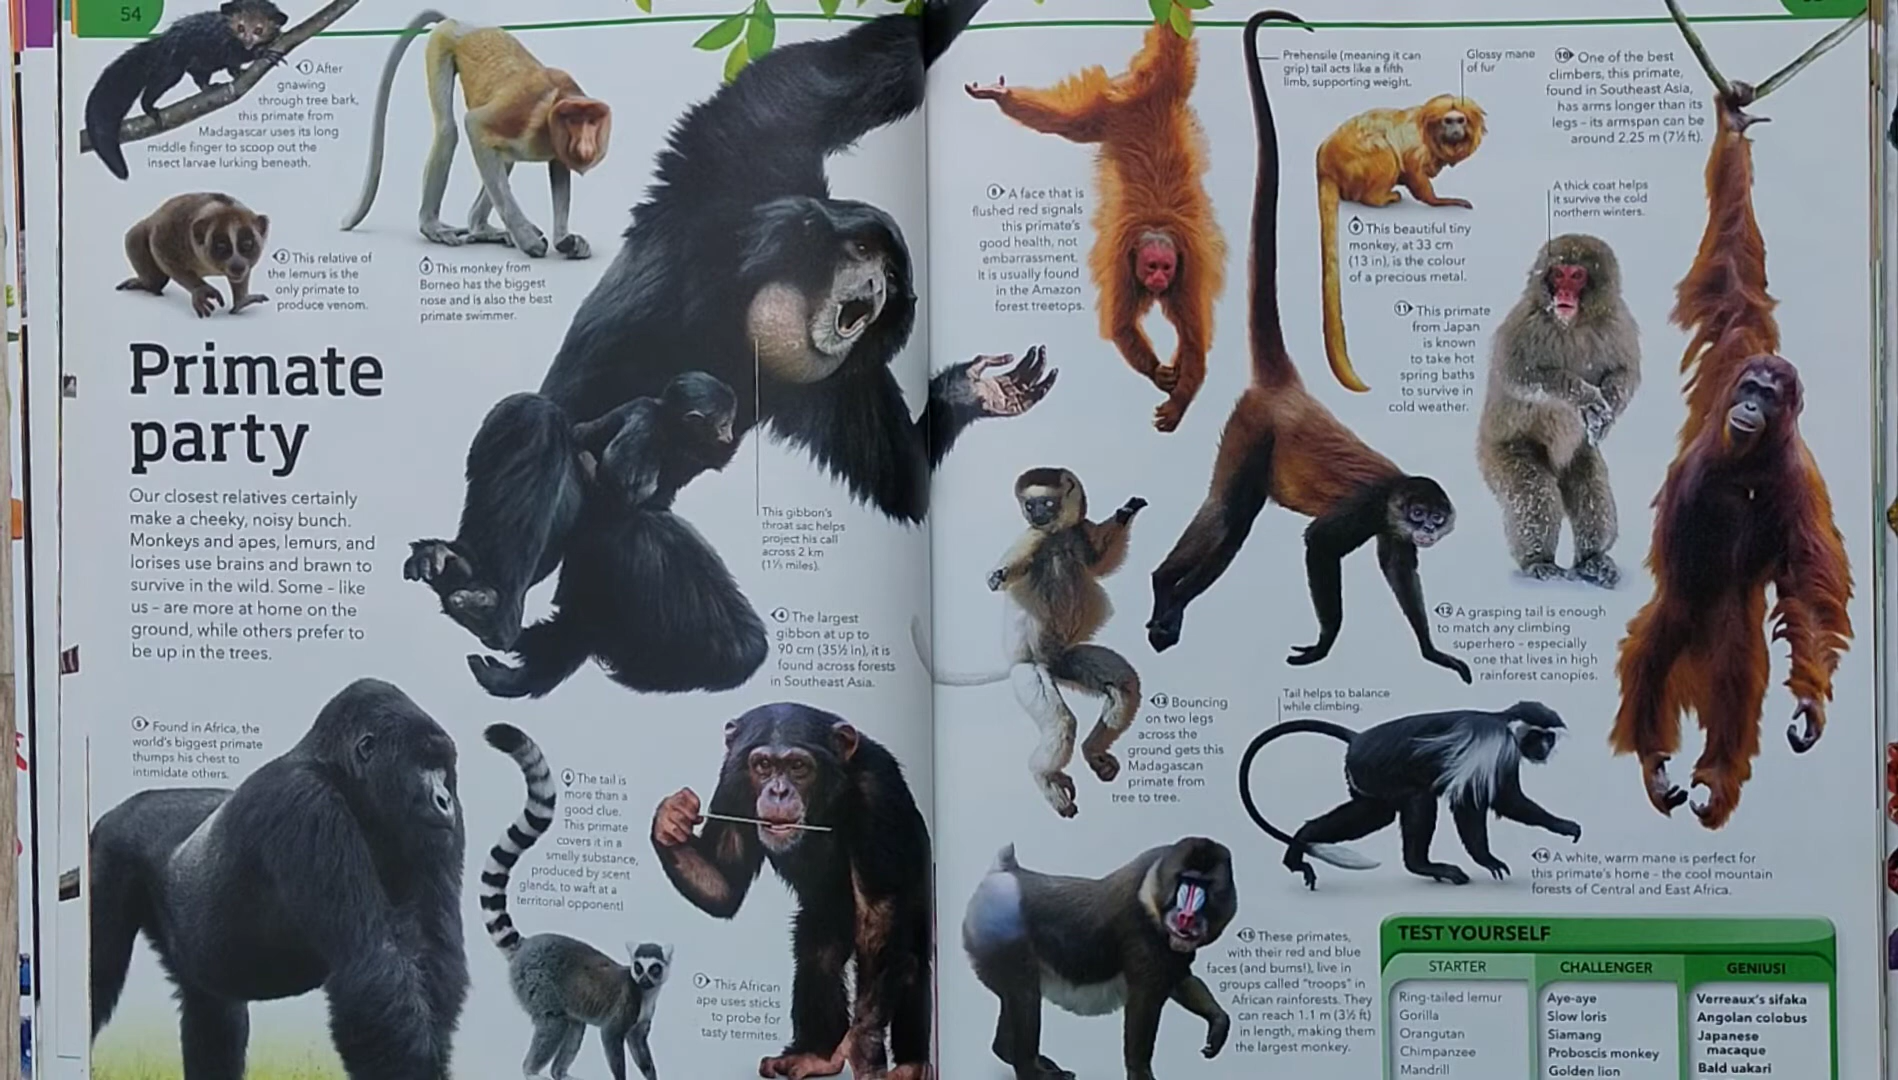 54
Primate
party
Our closest relatives certainly
make a cheeky, noisy bunch.
Monkeys and apes, lemurs, and
lorises use brains and brawn to
survive in the wild. Some – like
us – are more at home on the
ground, while others prefer to
be up in the trees.
1 After
gnawing
through tree bark,
this primate from
Madagascar uses its long
middle finger to scoop out the
insect larvae lurking beneath.
2 This relative of
the lemurs is the
only primate to
produce venom.
3 This monkey from
Borneo has the biggest
nose and is also the best
primate swimmer.
This gibbon's
throat sac helps
project his call
across 2 km
(1⅕ miles).
4 The largest
gibbon at up to
90 cm (35½ in), it is
found across forests
in Southeast Asia.
5 Found in Africa, the
world's biggest primate
thumps his chest to
intimidate others.
6 The tail is
more than a
good clue.
This primate
covers it in a
smelly substance,
produced by scent
glands, to waft at a
territorial opponent!
7 This African
ape uses sticks
to probe for
tasty termites.
8 A face that is
flushed red signals
this primate's
good health, not
embarrassment.
It is usually found
in the Amazon
forest treetops.
Prehensile (meaning it can
grip) tail acts like a fifth
limb, supporting weight.
Glossy mane
of fur
9 This beautiful tiny
monkey, at 33 cm
(13 in), is the colour
of a precious metal.
10 One of the best
climbers, this primate,
found in Southeast Asia,
has arms longer than its
legs – its armspan can be
around 2.25 m (7½ ft).
A thick coat helps
it survive the cold
northern winters.
11 This primate
from Japan
is known
to take hot
spring baths
to survive in
cold weather.
12 A grasping tail is enough
to match any climbing
superhero – especially
one that lives in high
rainforest canopies.
13 Bouncing
on two legs
across the
ground gets this
Madagascan
primate from
tree to tree.
Tail helps to balance
while climbing.
14 A white, warm mane is perfect for
this primate's home – the cool mountain
forests of Central and East Africa.
15 These primates,
with their red and blue
faces (and bums!), live in
groups called "troops" in
African rainforests. They
can reach 1.1 m (3½ ft)
in length, making them
the largest monkey.
TEST YOURSELF
STARTER
Ring-tailed lemur
Gorilla
Orangutan
Chimpanzee
Mandrill
CHALLENGER
Aye-aye
Slow loris
Siamang
Proboscis monkey
Golden lion
GENIUS!
Verreaux's sifaka
Angolan colobus
Japanese
macaque
Bald uakari